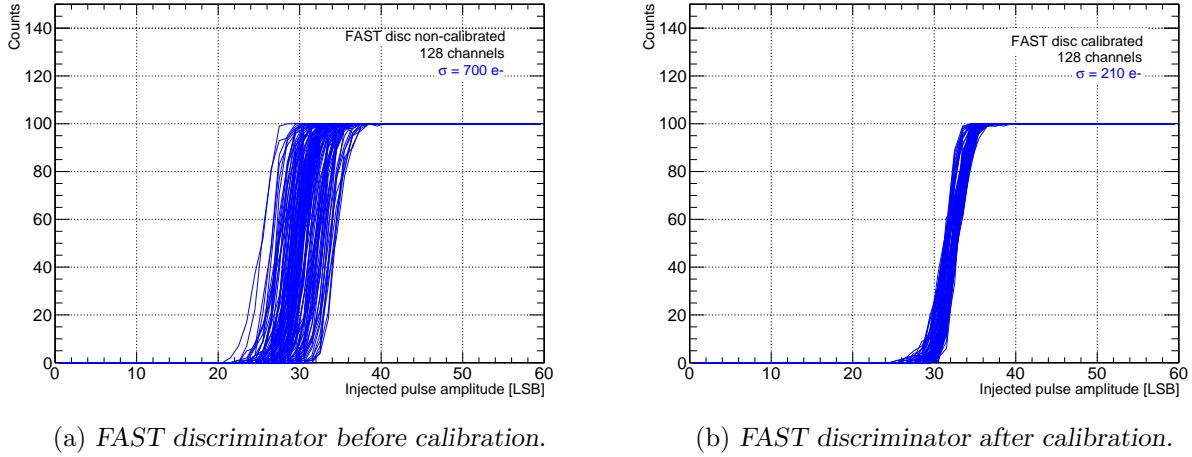 Counts
140
120
100
80
60
40
20
0
FAST disc non-calibrated
128 channels
σ = 700 e-
0 10 20 30 40 50 60
Injected pulse amplitude [LSB]
(a) FAST discriminator before calibration.
Counts
140
120
100
80
60
40
20
0
FAST disc calibrated
128 channels
σ = 210 e-
0 10 20 30 40 50 60
Injected pulse amplitude [LSB]
(b) FAST discriminator after calibration.